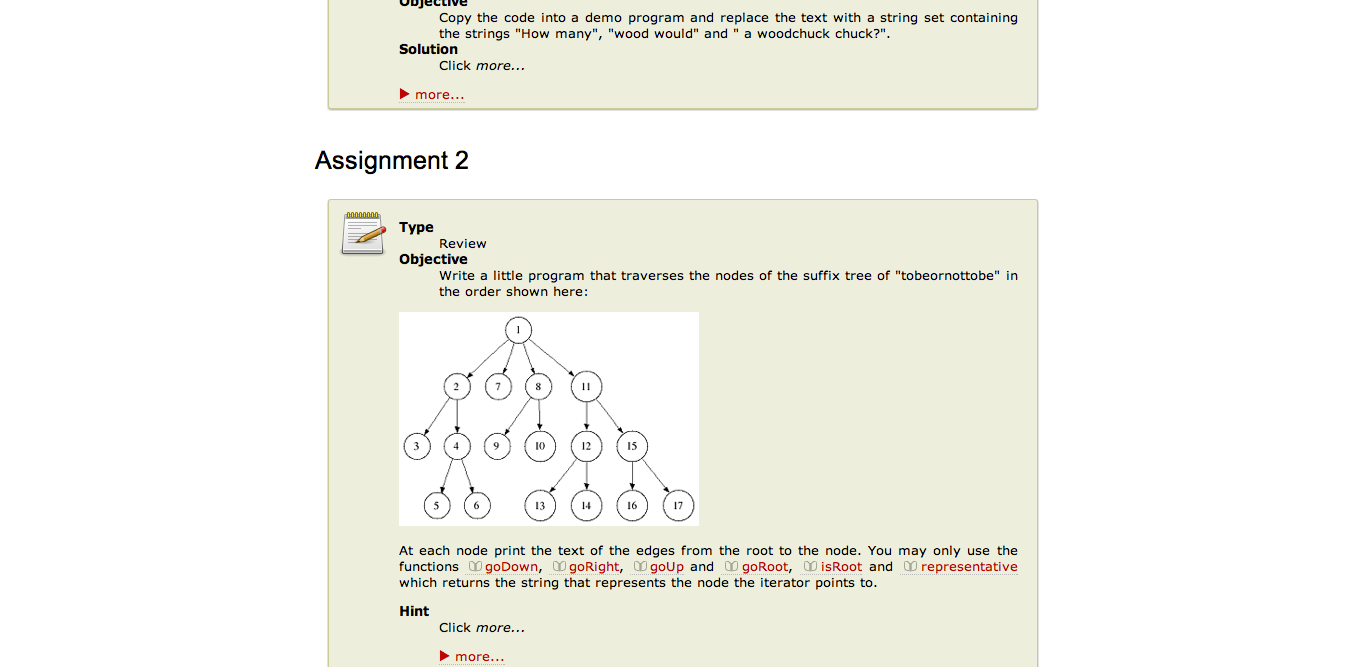 Objective
Copy the code into a demo program and replace the text with a string set containing
the strings "How many", "wood would" and " a woodchuck chuck?".
Solution
Click more...
more...
Assignment 2
Type
Review
Objective
Write a little program that traverses the nodes of the suffix tree of "tobeornottobe" in
the order shown here:
1
2 7 8 11
3 4 9 10 12 15
5 6 13 14 16 17
At each node print the text of the edges from the root to the node. You may only use the
functions goDown, goRight, goUp and goRoot, isRoot and representative
which returns the string that represents the node the iterator points to.
Hint
Click more...
more...